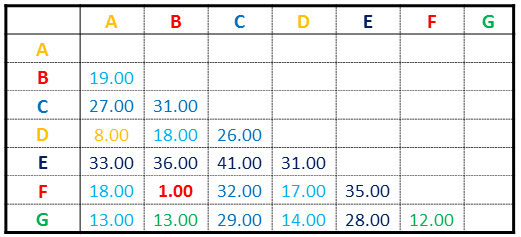 A B C D E F G
A
B 19.00
C 27.00 31.00
D 8.00 18.00 26.00
E 33.00 36.00 41.00 31.00
F 18.00 1.00 32.00 17.00 35.00
G 13.00 13.00 29.00 14.00 28.00 12.00